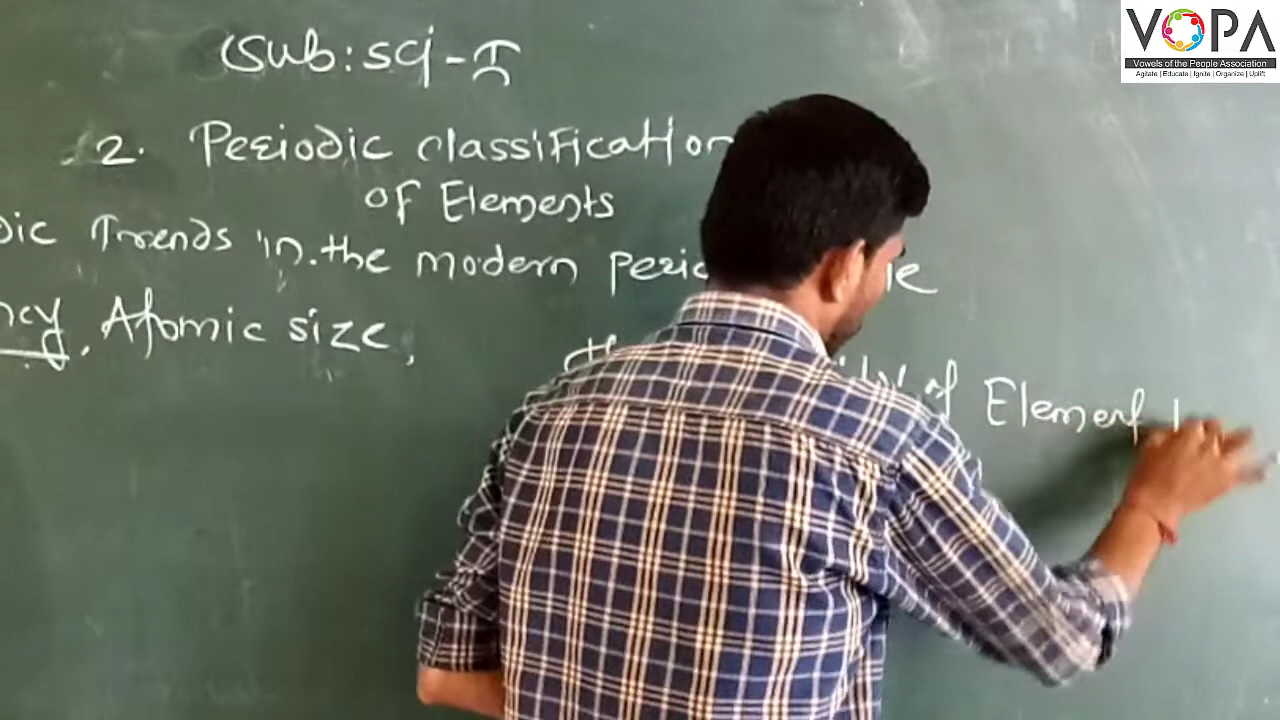 VOPA
Vowels of the People Association
Agitate | Educate | Ignite | Organize | Uplift
Sub: sci-I
2. Periodic classification
of Elements
Trends in the modern
Atomic size,
of Element